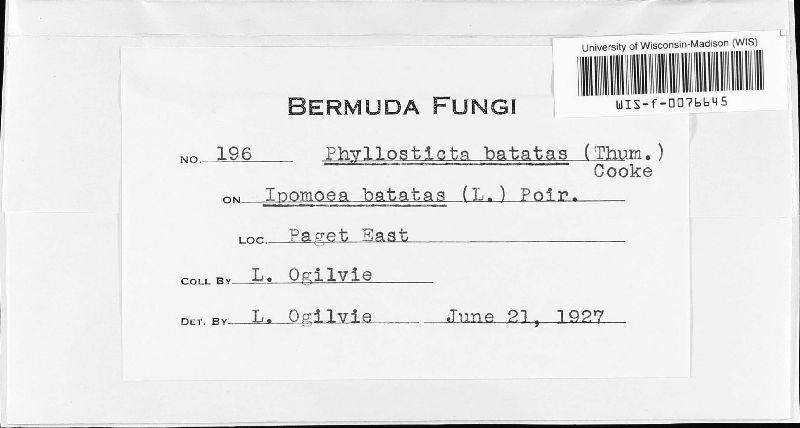 University of Wisconsin-Madison (WIS)
WIS-f-0076645
BERMUDA FUNGI
NO. 196 Phyllosticta batatas (Thum.)
Cooke
ON Ipomoea batatas (L.) Poir.
LOC. Paget East
COLL BY L. Ogilvie
DET. BY L. Ogilvie June 21, 1927